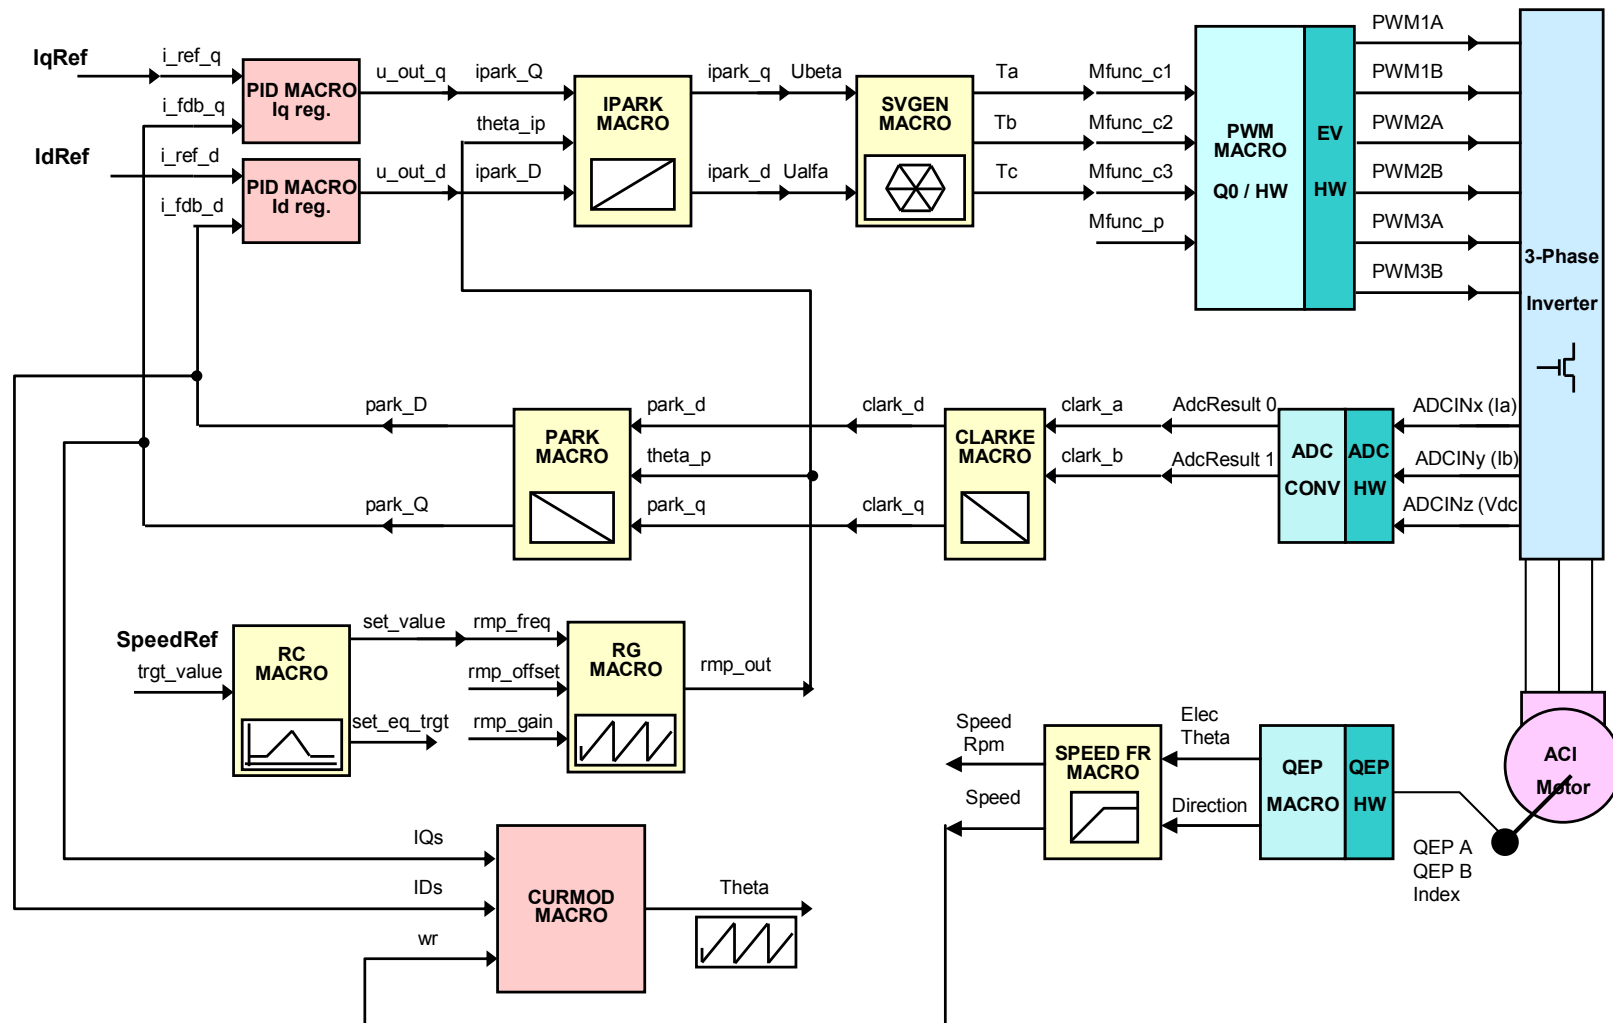 IqRef
i_ref_q
i_fdb_q
PID MACRO
Iq reg.
u_out_q
ipark_Q
theta_ip
IPARK
MACRO
ipark_q
Ubeta
SVGEN
MACRO
Ta
Mfunc_c1
Tb
Mfunc_c2
Tc
Mfunc_c3
Mfunc_p
PWM
MACRO
Q0 / HW
EV
HW
PWM1A
PWM1B
PWM2A
PWM2B
PWM3A
PWM3B
3-Phase
Inverter
IdRef
i_ref_d
i_fdb_d
PID MACRO
Id reg.
u_out_d
ipark_D
ipark_d
Ualfa
park_D
park_Q
PARK
MACRO
park_d
theta_p
park_q
clark_d
clark_q
CLARKE
MACRO
clark_a
clark_b
AdcResult 0
AdcResult 1
ADC
CONV
ADC
HW
ADCINx (Ia)
ADCINy (Ib)
ADCINz (Vdc
SpeedRef
trgt_value
RC
MACRO
set_value
set_eq_trgt
rmp_freq
rmp_offset
rmp_gain
RG
MACRO
rmp_out
Speed
Rpm
Speed
SPEED FR
MACRO
Elec
Theta
Direction
QEP
MACRO
QEP
HW
ACI
Motor
QEP A
QEP B
Index
IQs
IDs
wr
CURMOD
MACRO
Theta